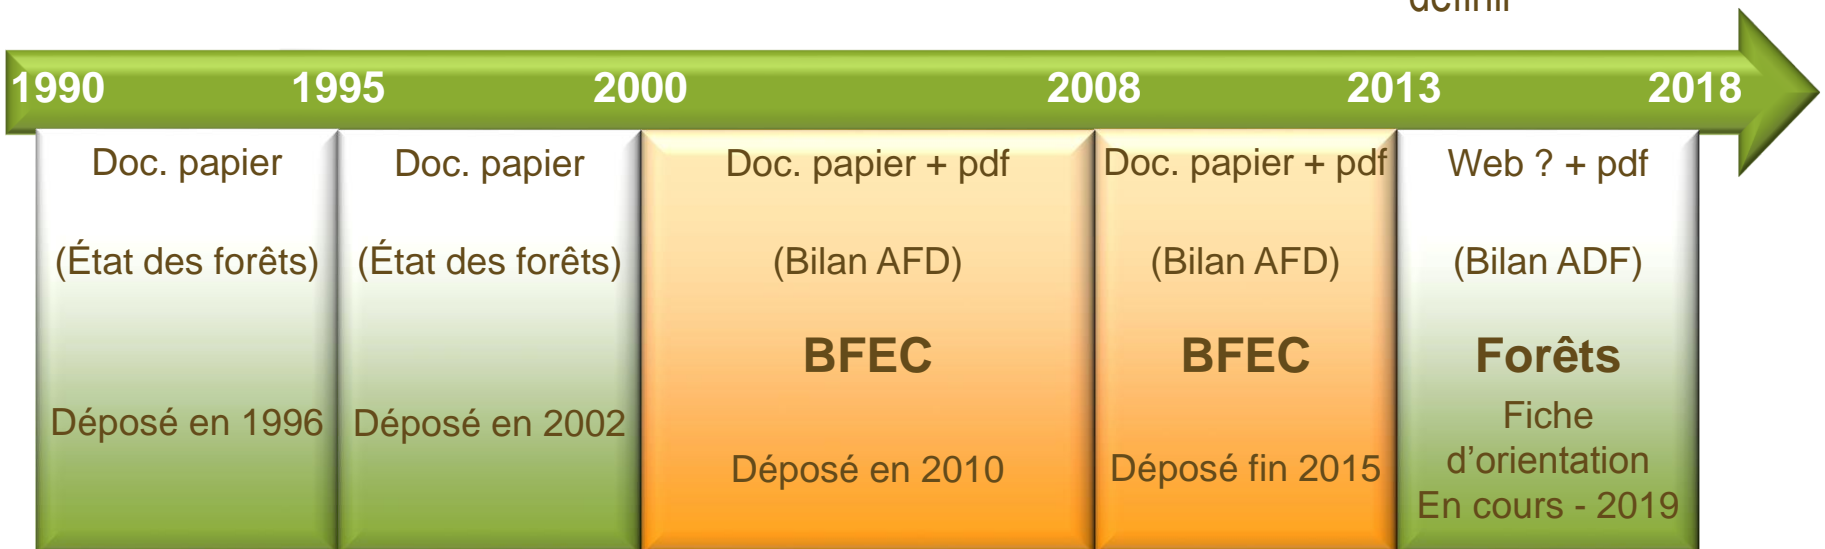 définir
1990 1995 2000 2008 2013 2018
Doc. papier
(État des forêts)
Déposé en 1996
Doc. papier
(État des forêts)
Déposé en 2002
Doc. papier + pdf
(Bilan AFD)
BFEC
Déposé en 2010
Doc. papier + pdf
(Bilan AFD)
BFEC
Déposé fin 2015
Web ? + pdf
(Bilan ADF)
Forêts
Fiche
d’orientation
En cours - 2019